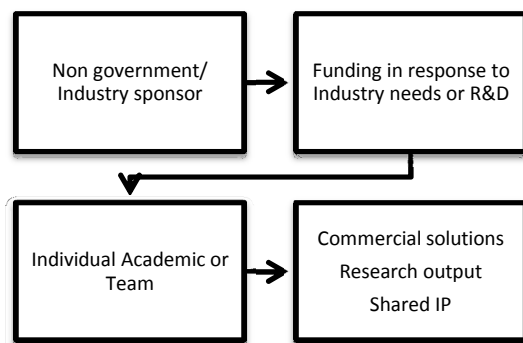 Non government/
Industry sponsor
Funding in response to
Industry needs or R&D
Individual Academic or
Team
Commercial solutions
Research output
Shared IP